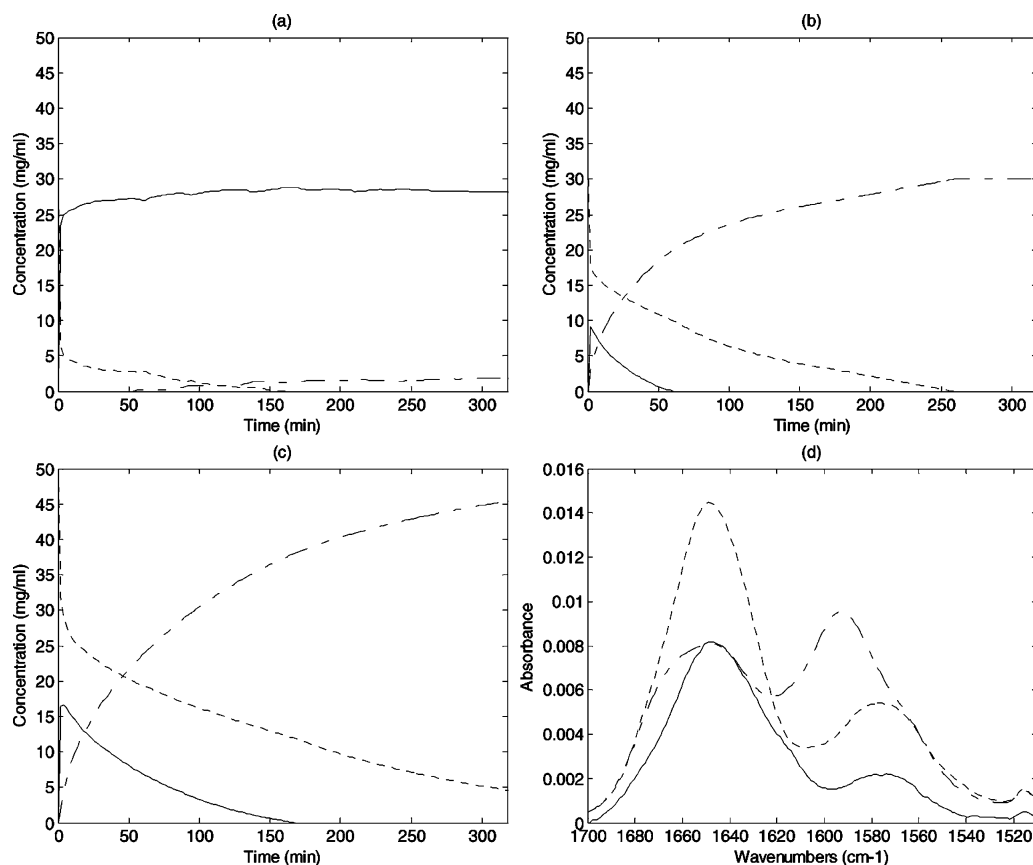 (a)
50
45
40
35
30
25
20
15
10
5
0
Concentration (mg/ml)
0 50 100 150 200 250 300
Time (min)
(b)
50
45
40
35
30
25
20
15
10
5
0
Concentration (mg/ml)
0 50 100 150 200 250 300
Time (min)
(c)
50
45
40
35
30
25
20
15
10
5
0
Concentration (mg/ml)
0 50 100 150 200 250 300
Time (min)
(d)
0.016
0.014
0.012
0.01
0.008
0.006
0.004
0.002
0
Absorbance
1700 1680 1660 1640 1620 1600 1580 1560 1540 1520
Wavenumbers (cm-1)